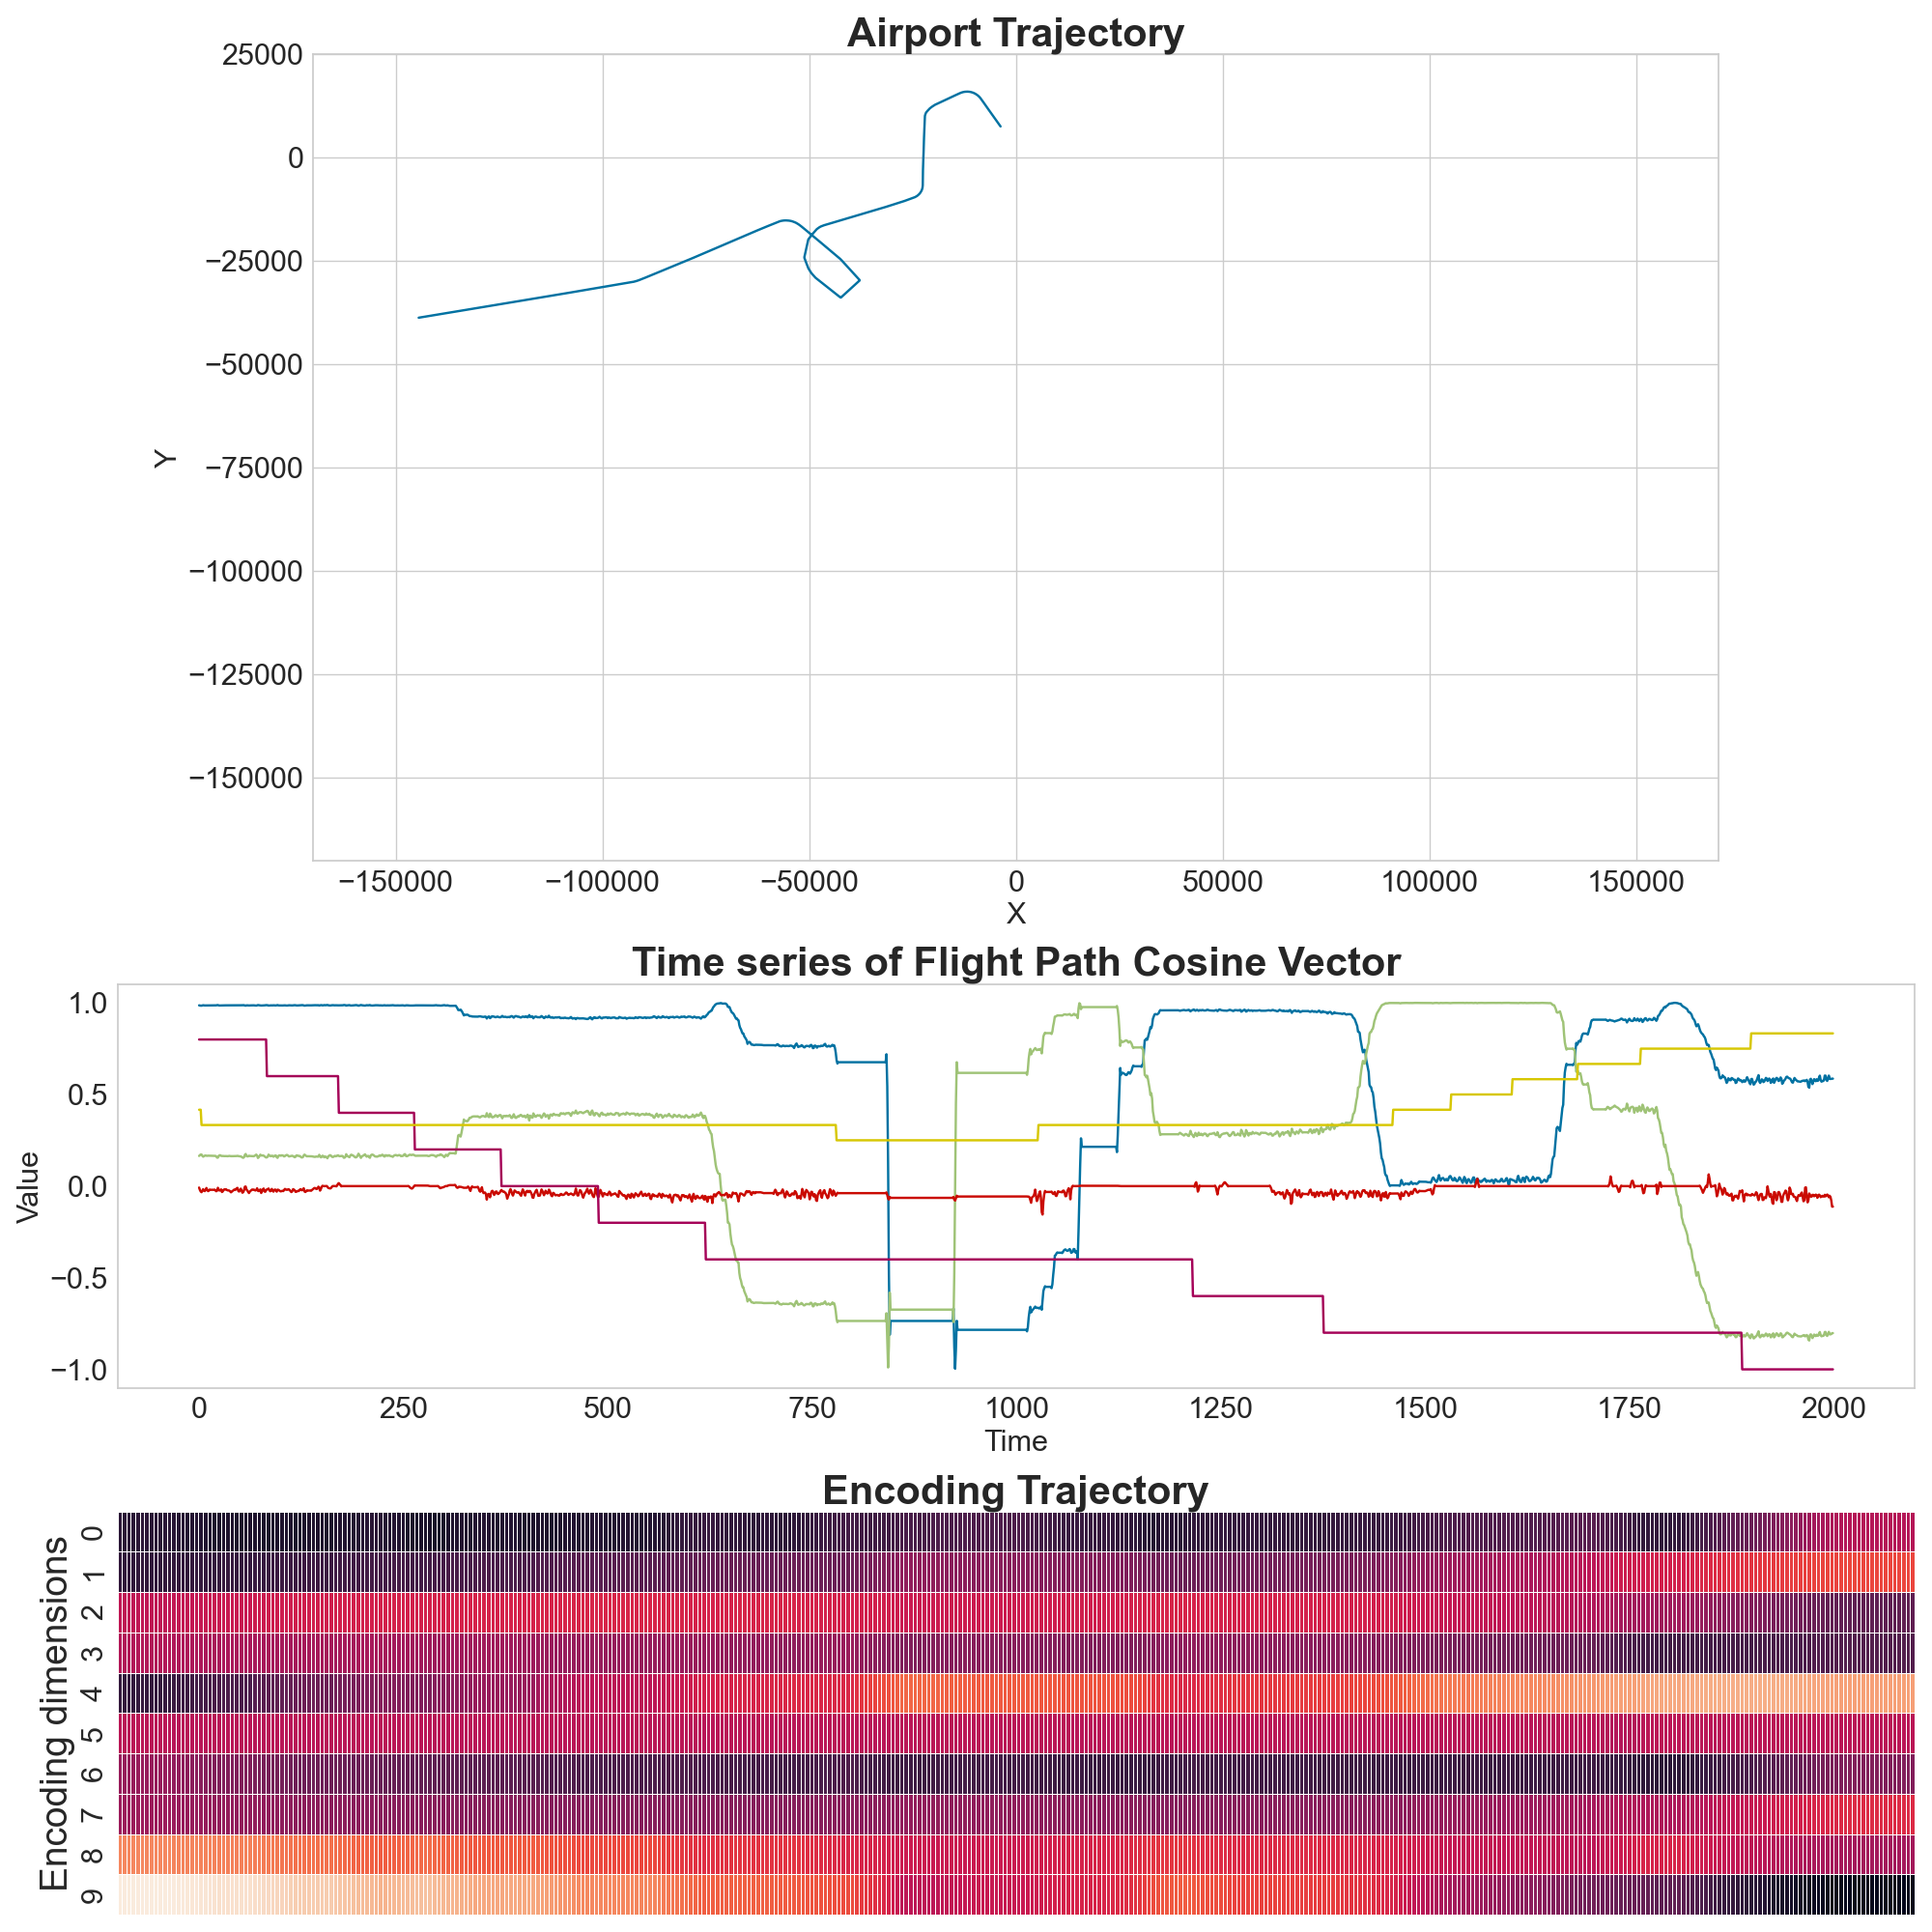 Airport Trajectory
25000
0
−25000
−50000
−75000
−100000
−125000
−150000
Y
−150000 −100000 −50000 0 50000 100000 150000
X
Time series of Flight Path Cosine Vector
1.0
0.5
0.0
−0.5
−1.0
Value
0 250 500 750 1000 1250 1500 1750 2000
Time
Encoding Trajectory
0
1
2
3
4
5
6
7
8
9
Encoding dimensions